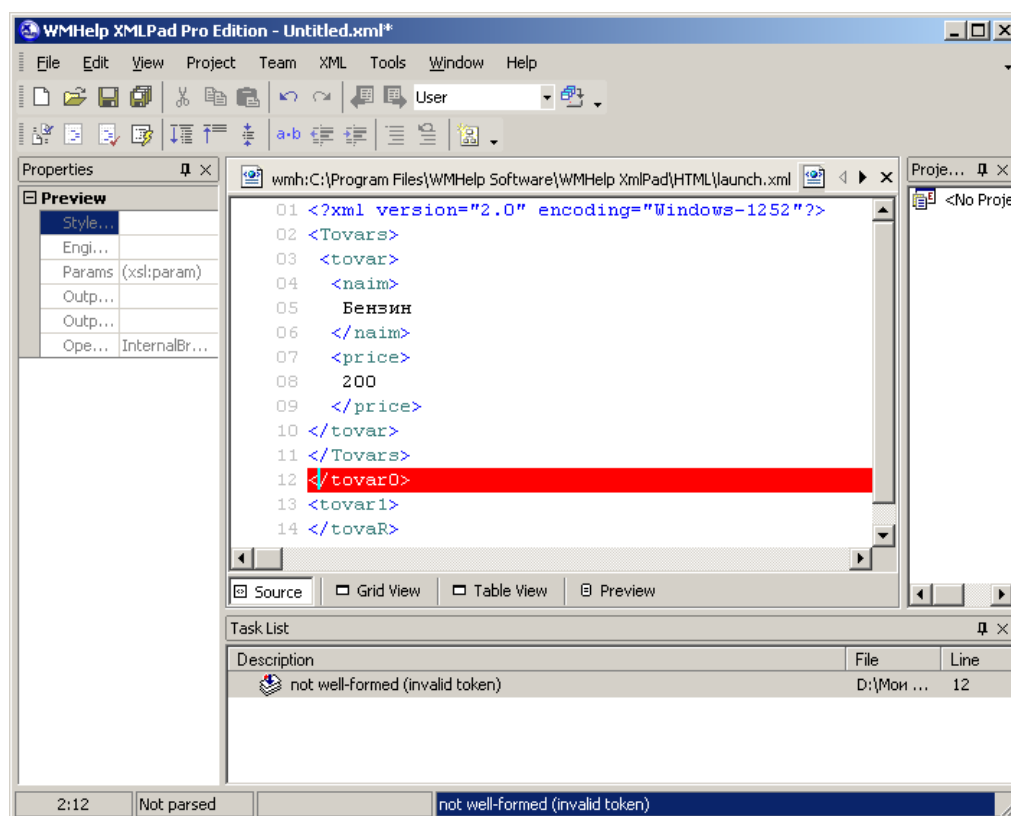 WMHelp XMLPad Pro Edition - Untitled.xml*
File Edit View Project Team XML Tools Window Help
User
a•b
Properties
wmh:C:\Program Files\WMHelp Software\WMHelp XmlPad\HTML\launch.xml
Proje...
Preview
<No Proje
Style...
Engi...
Params (xsl:param)
Outp...
Outp...
Ope... InternalBr...
01 <?xml version="2.0" encoding="Windows-1252"?>
02 <Tovars>
03 <tovar>
04 <naim>
05 Бензин
06 </naim>
07 <price>
08 200
09 </price>
10 </tovar>
11 </Tovars>
12 </tovar0>
13 <tovar1>
14 </tovaR>
Source Grid View Table View Preview
Task List
Description File Line
not well-formed (invalid token) D:\Мои ... 12
2:12 Not parsed not well-formed (invalid token)